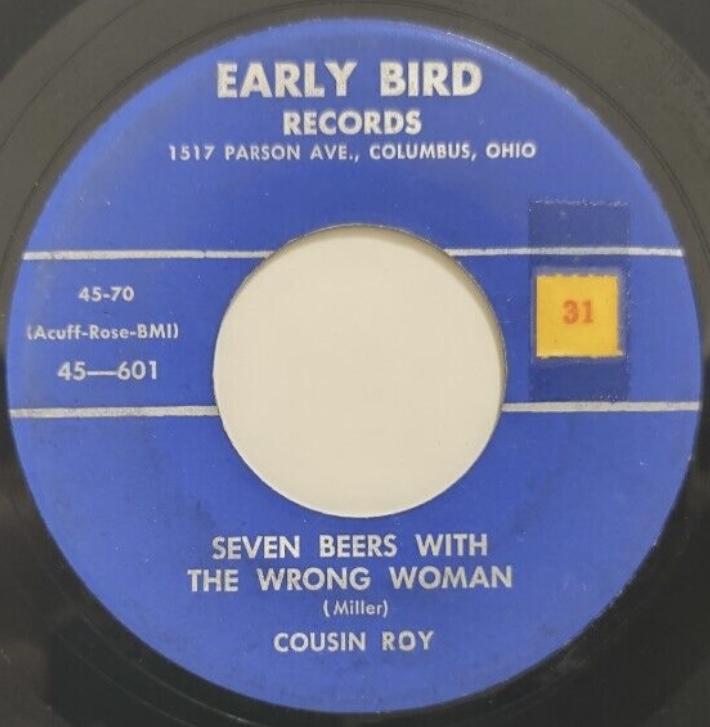 EARLY BIRD
RECORDS
1517 PARSON AVE., COLUMBUS, OHIO
45-70
(Acuff-Rose-BMI)
45—601
31
SEVEN BEERS WITH
THE WRONG WOMAN
(Miller)
COUSIN ROY